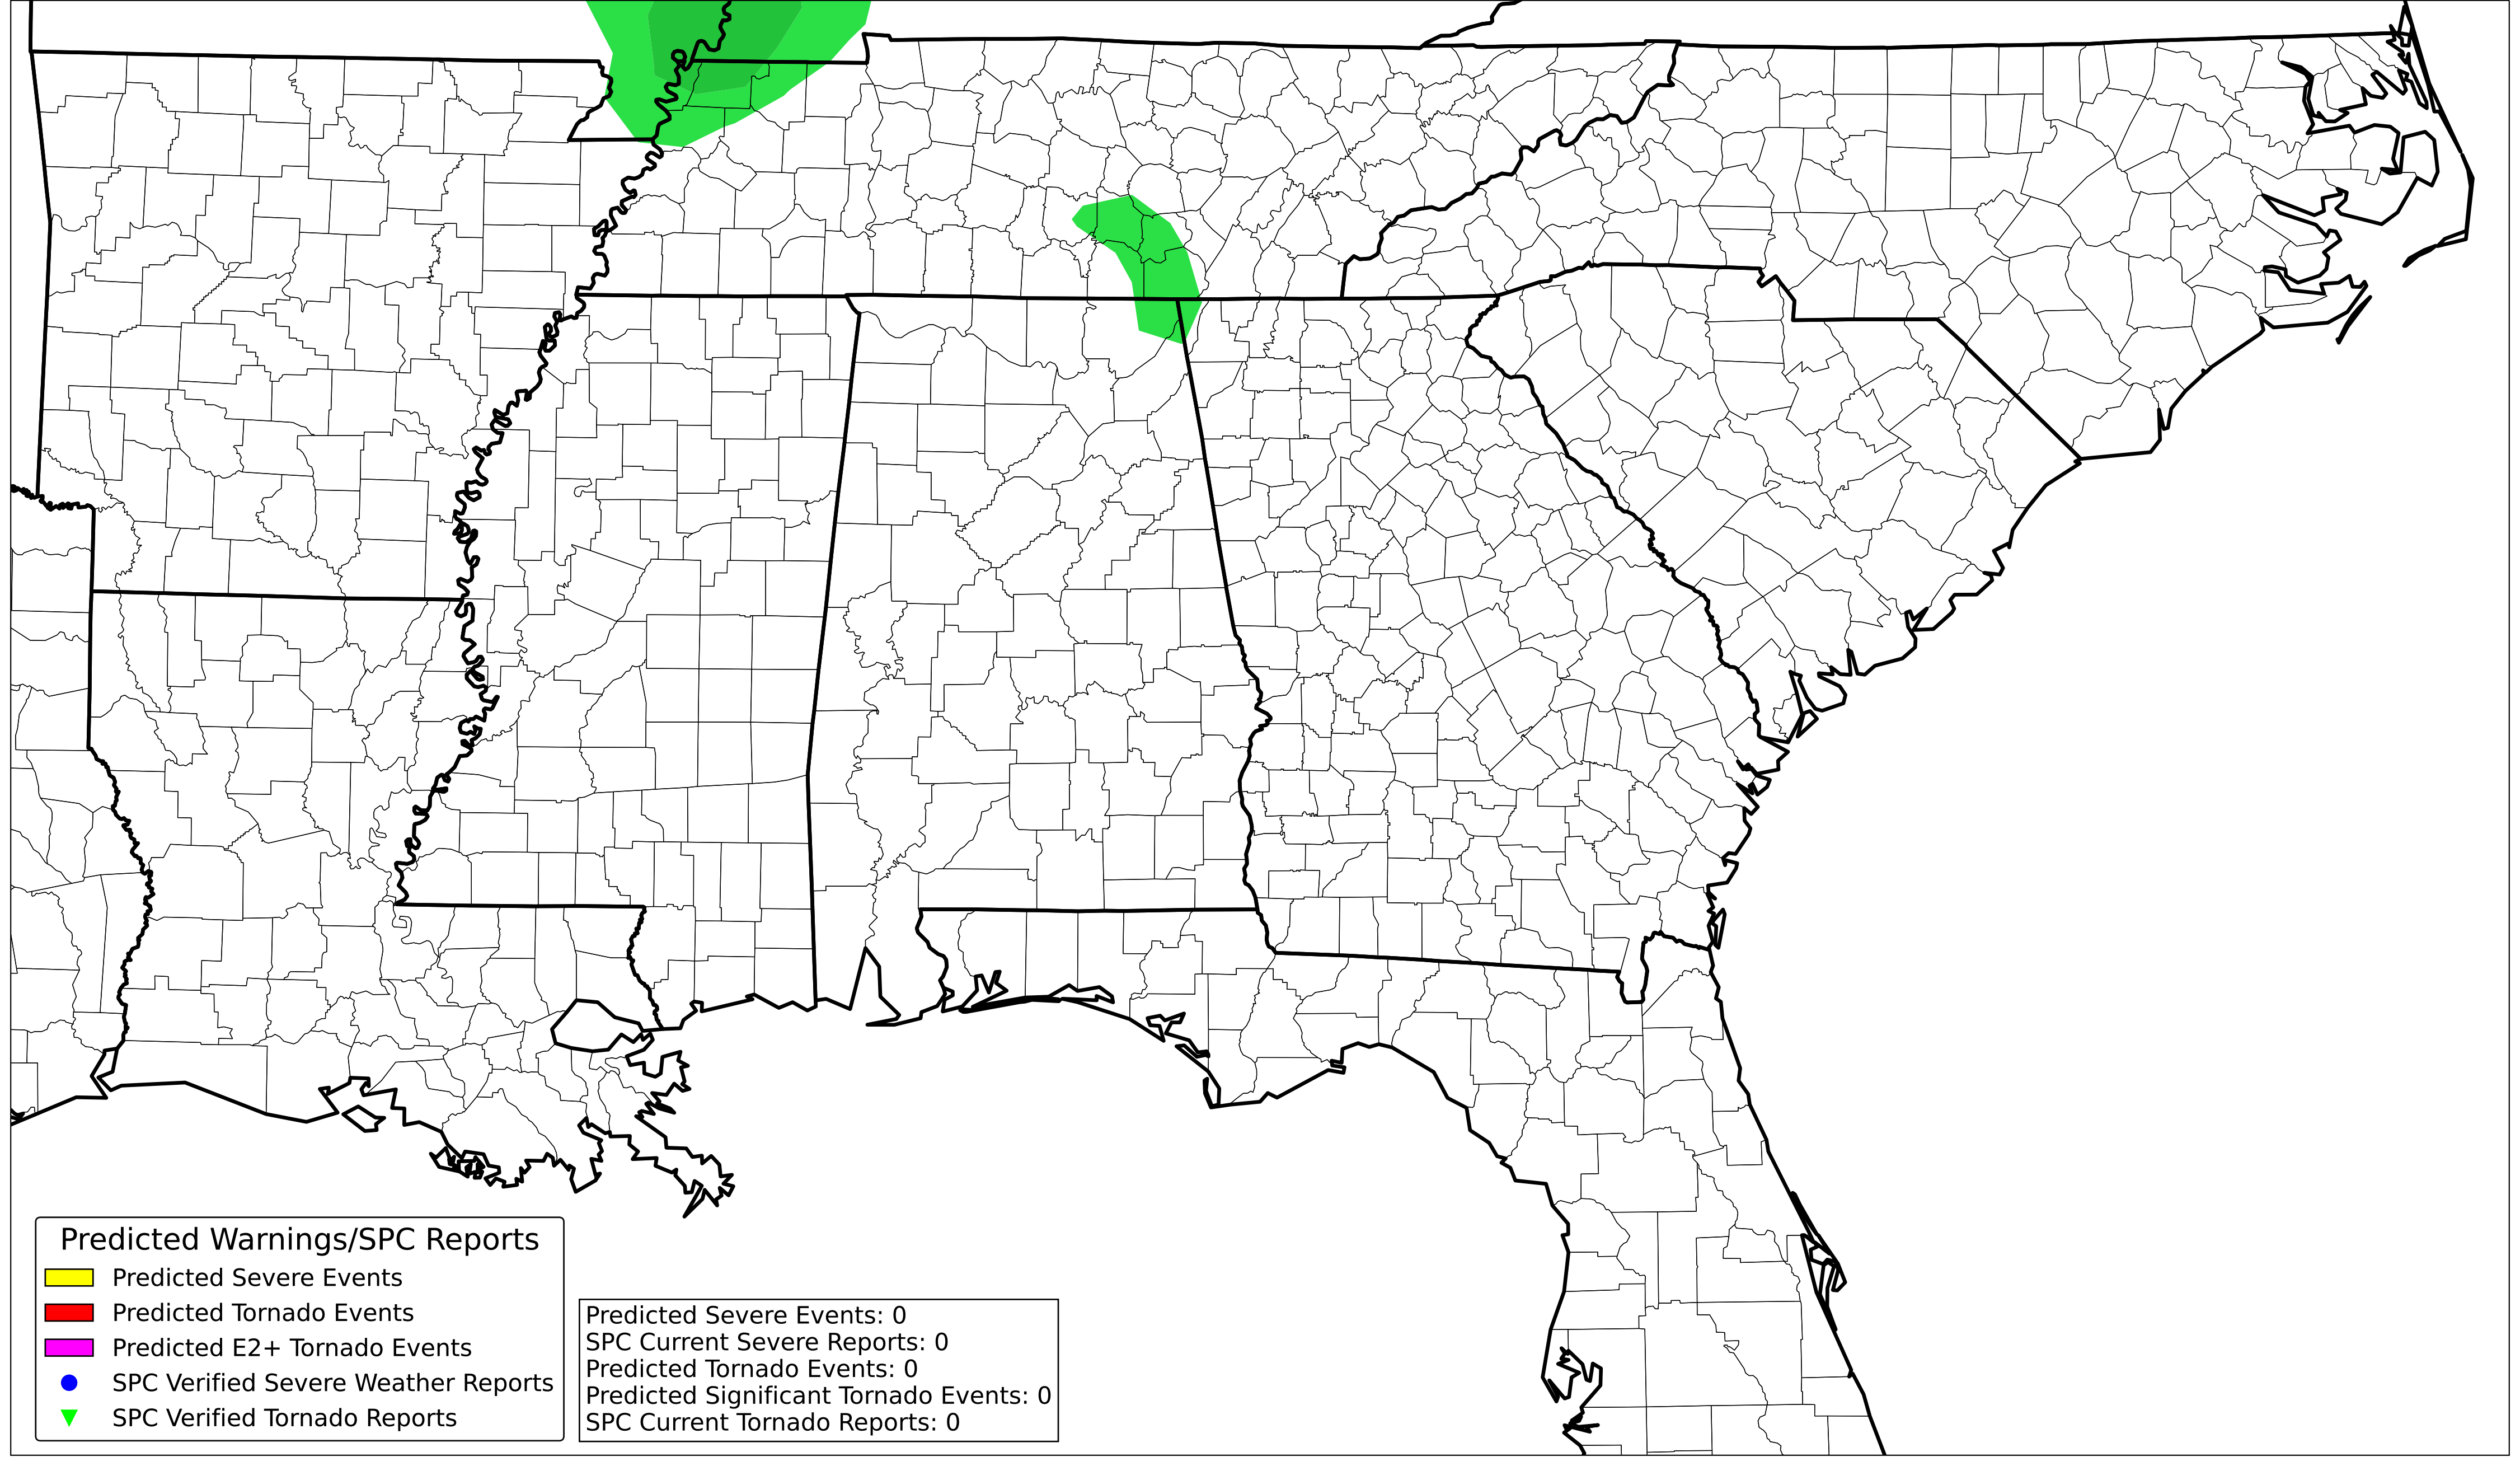 Predicted Warnings/SPC Reports
Predicted Severe Events
Predicted Tornado Events
Predicted E2+ Tornado Events
SPC Verified Severe Weather Reports
SPC Verified Tornado Reports
Predicted Severe Events: 0
SPC Current Severe Reports: 0
Predicted Tornado Events: 0
Predicted Significant Tornado Events: 0
SPC Current Tornado Reports: 0